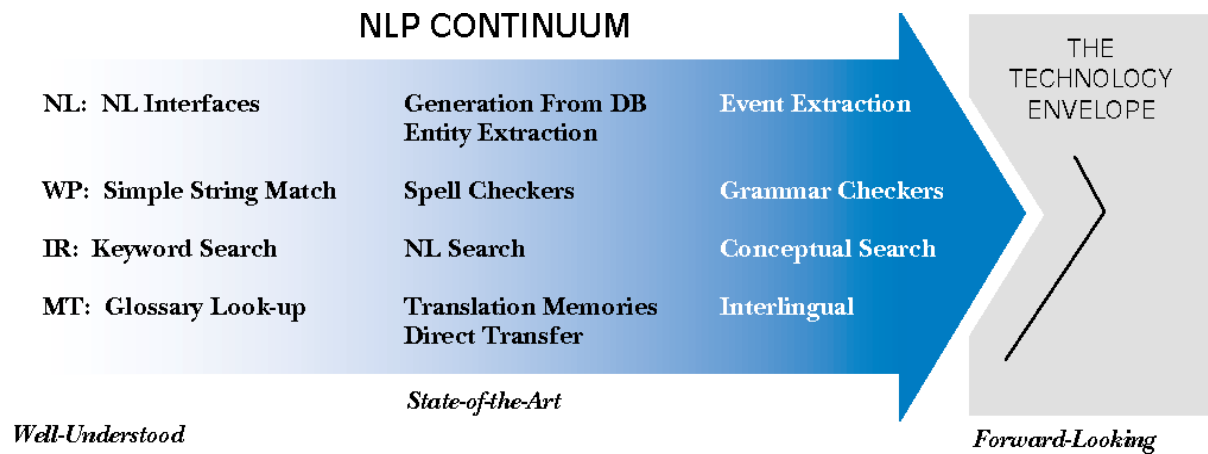 NLP CONTINUUM
THE
TECHNOLOGY
ENVELOPE
NL: NL Interfaces
Generation From DB
Entity Extraction
Event Extraction
WP: Simple String Match
Spell Checkers
Grammar Checkers
IR: Keyword Search
NL Search
Conceptual Search
MT: Glossary Look-up
Translation Memories
Direct Transfer
Interlingual
State-of-the-Art
Well-Understood
Forward-Looking